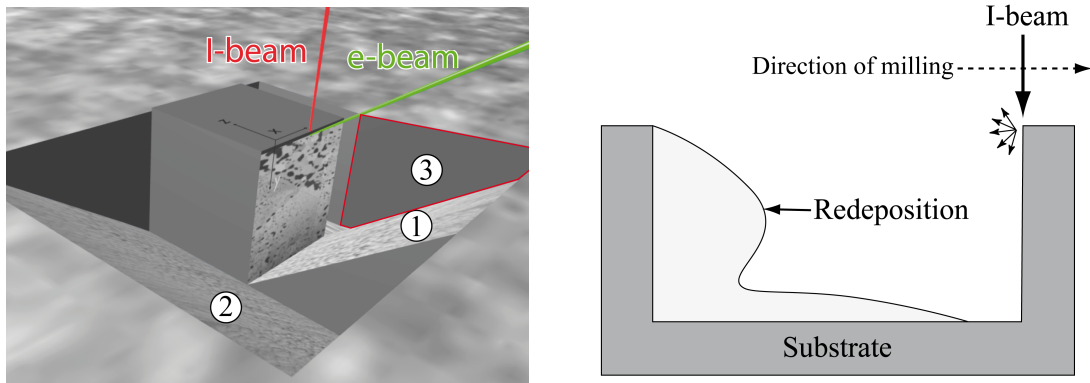 I-beam
e-beam
z
x
3
1
2
I-beam
Direction of milling
Redeposition
Substrate